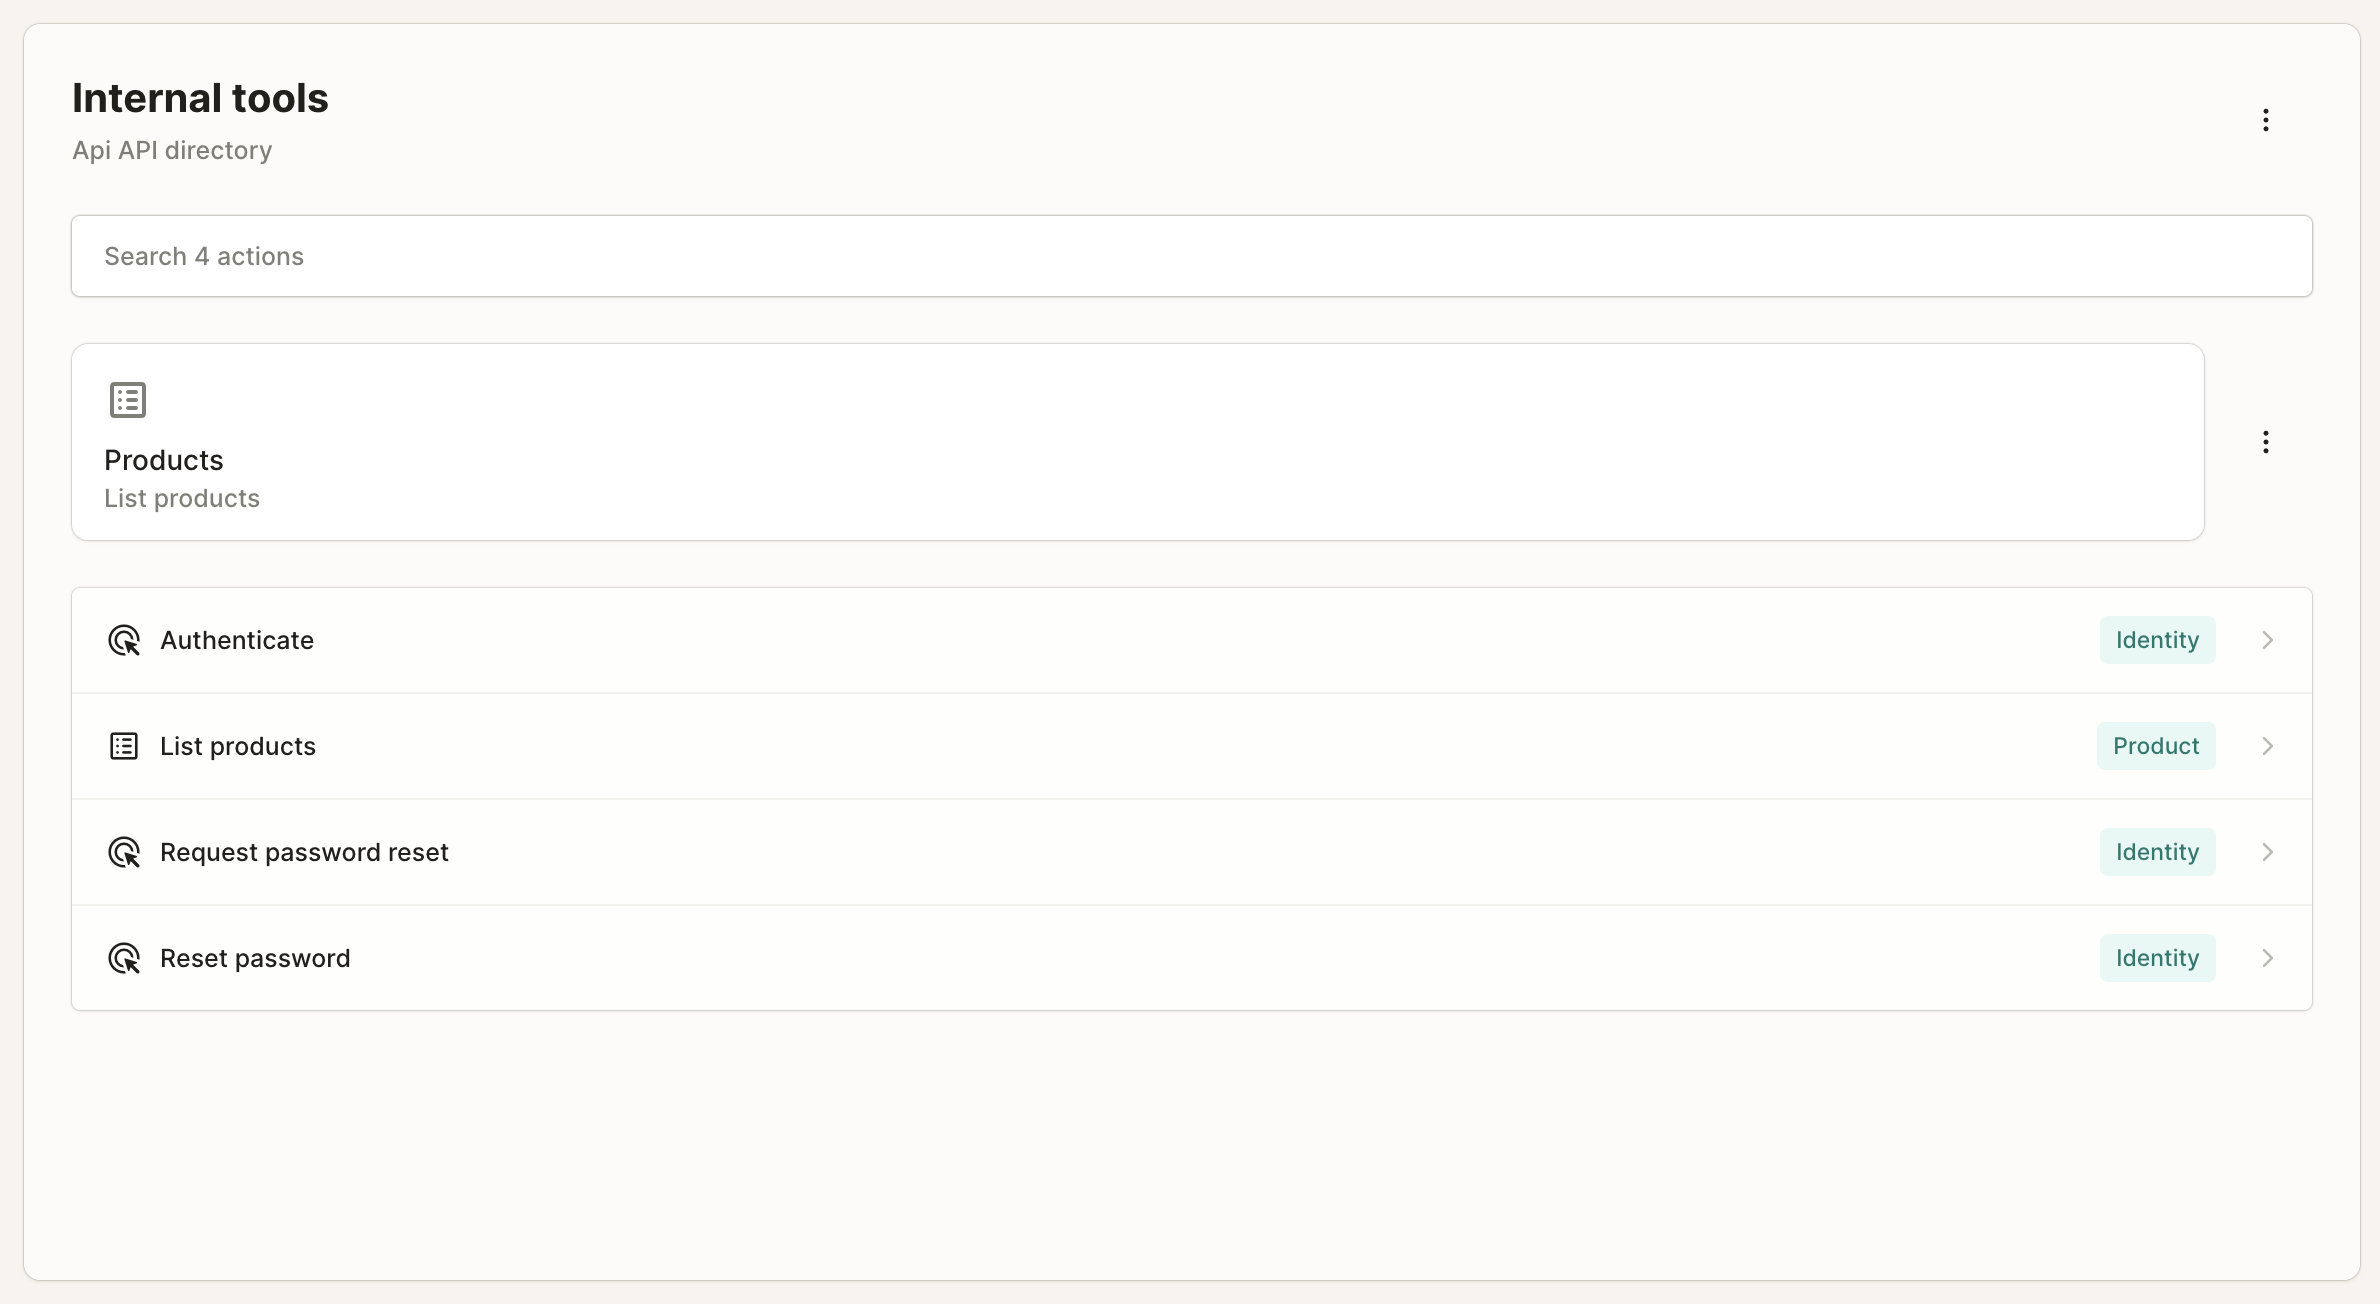 Internal tools
Api API directory
Search 4 actions
Products
List products
Authenticate
Identity
List products
Product
Request password reset
Identity
Reset password
Identity